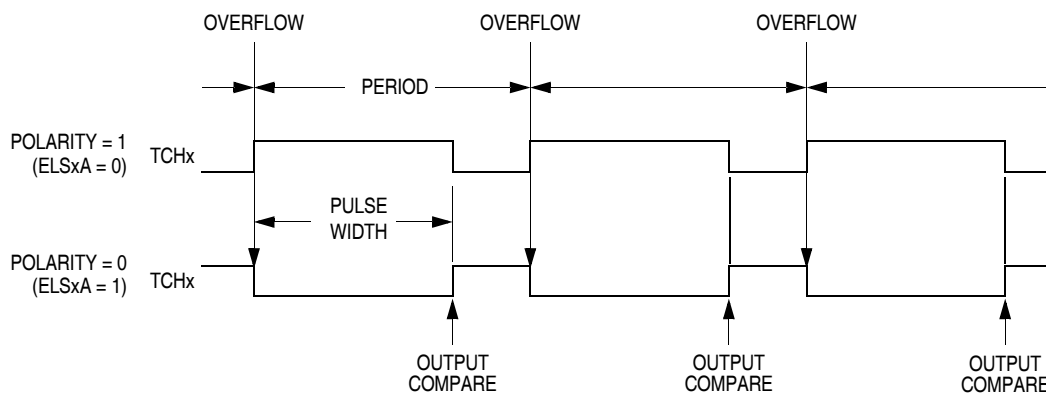 OVERFLOW
OVERFLOW
OVERFLOW
PERIOD
POLARITY = 1
(ELSxA = 0)
TCHx
PULSE
WIDTH
POLARITY = 0
(ELSxA = 1)
TCHx
OUTPUT
COMPARE
OUTPUT
COMPARE
OUTPUT
COMPARE